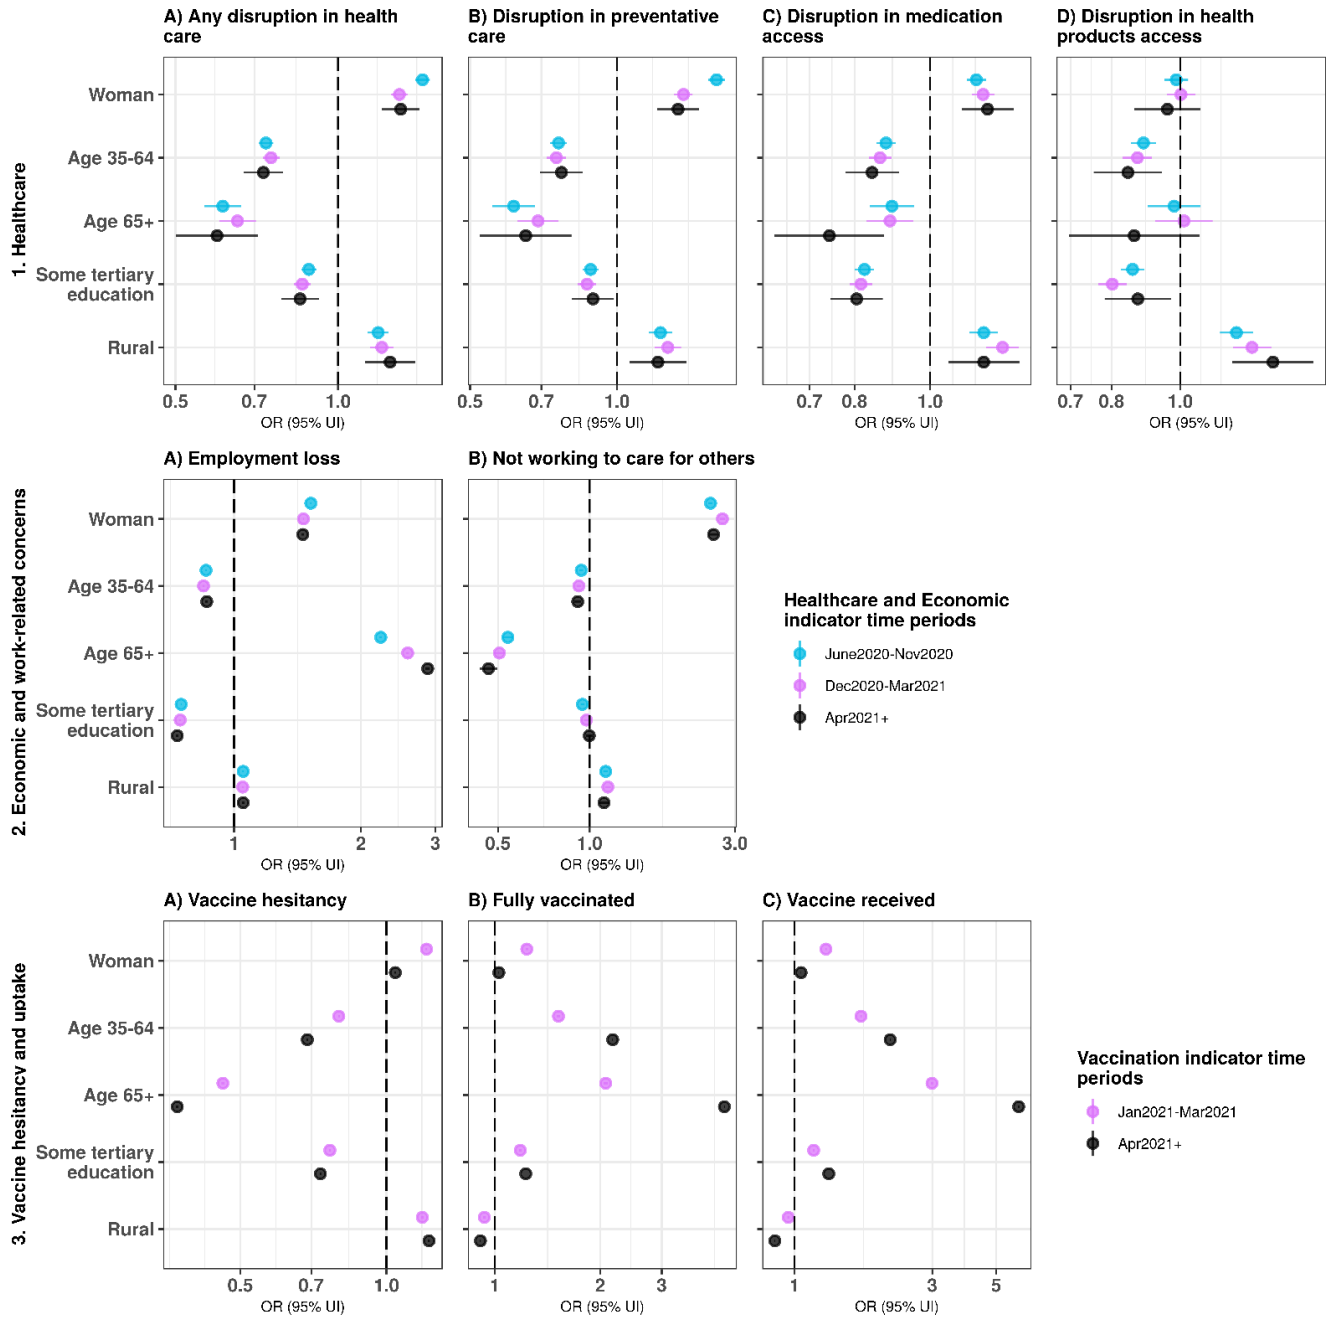 A) Any disruption in health
care
B) Disruption in preventative
care
C) Disruption in medication
access
D) Disruption in health
products access
1. Healthcare
Woman
Age 35-64
Age 65+
Some tertiary
education
Rural
0.5 0.7 1.0
OR (95% UI)
0.5 0.7 1.0
OR (95% UI)
0.7 0.8 1.0
OR (95% UI)
0.7 0.8 1.0
OR (95% UI)
A) Employment loss
B) Not working to care for others
2. Economic and work-related concerns
Woman
Age 35-64
Age 65+
Some tertiary
education
Rural
1 2 3
OR (95% UI)
0.5 1.0 3.0
OR (95% UI)
Healthcare and Economic
indicator time periods
June2020-Nov2020
Dec2020-Mar2021
Apr2021+
A) Vaccine hesitancy
B) Fully vaccinated
C) Vaccine received
3. Vaccine hesitancy and uptake
Woman
Age 35-64
Age 65+
Some tertiary
education
Rural
0.5 0.7 1.0
OR (95% UI)
1 2 3
OR (95% UI)
1 3 5
OR (95% UI)
Vaccination indicator time
periods
Jan2021-Mar2021
Apr2021+